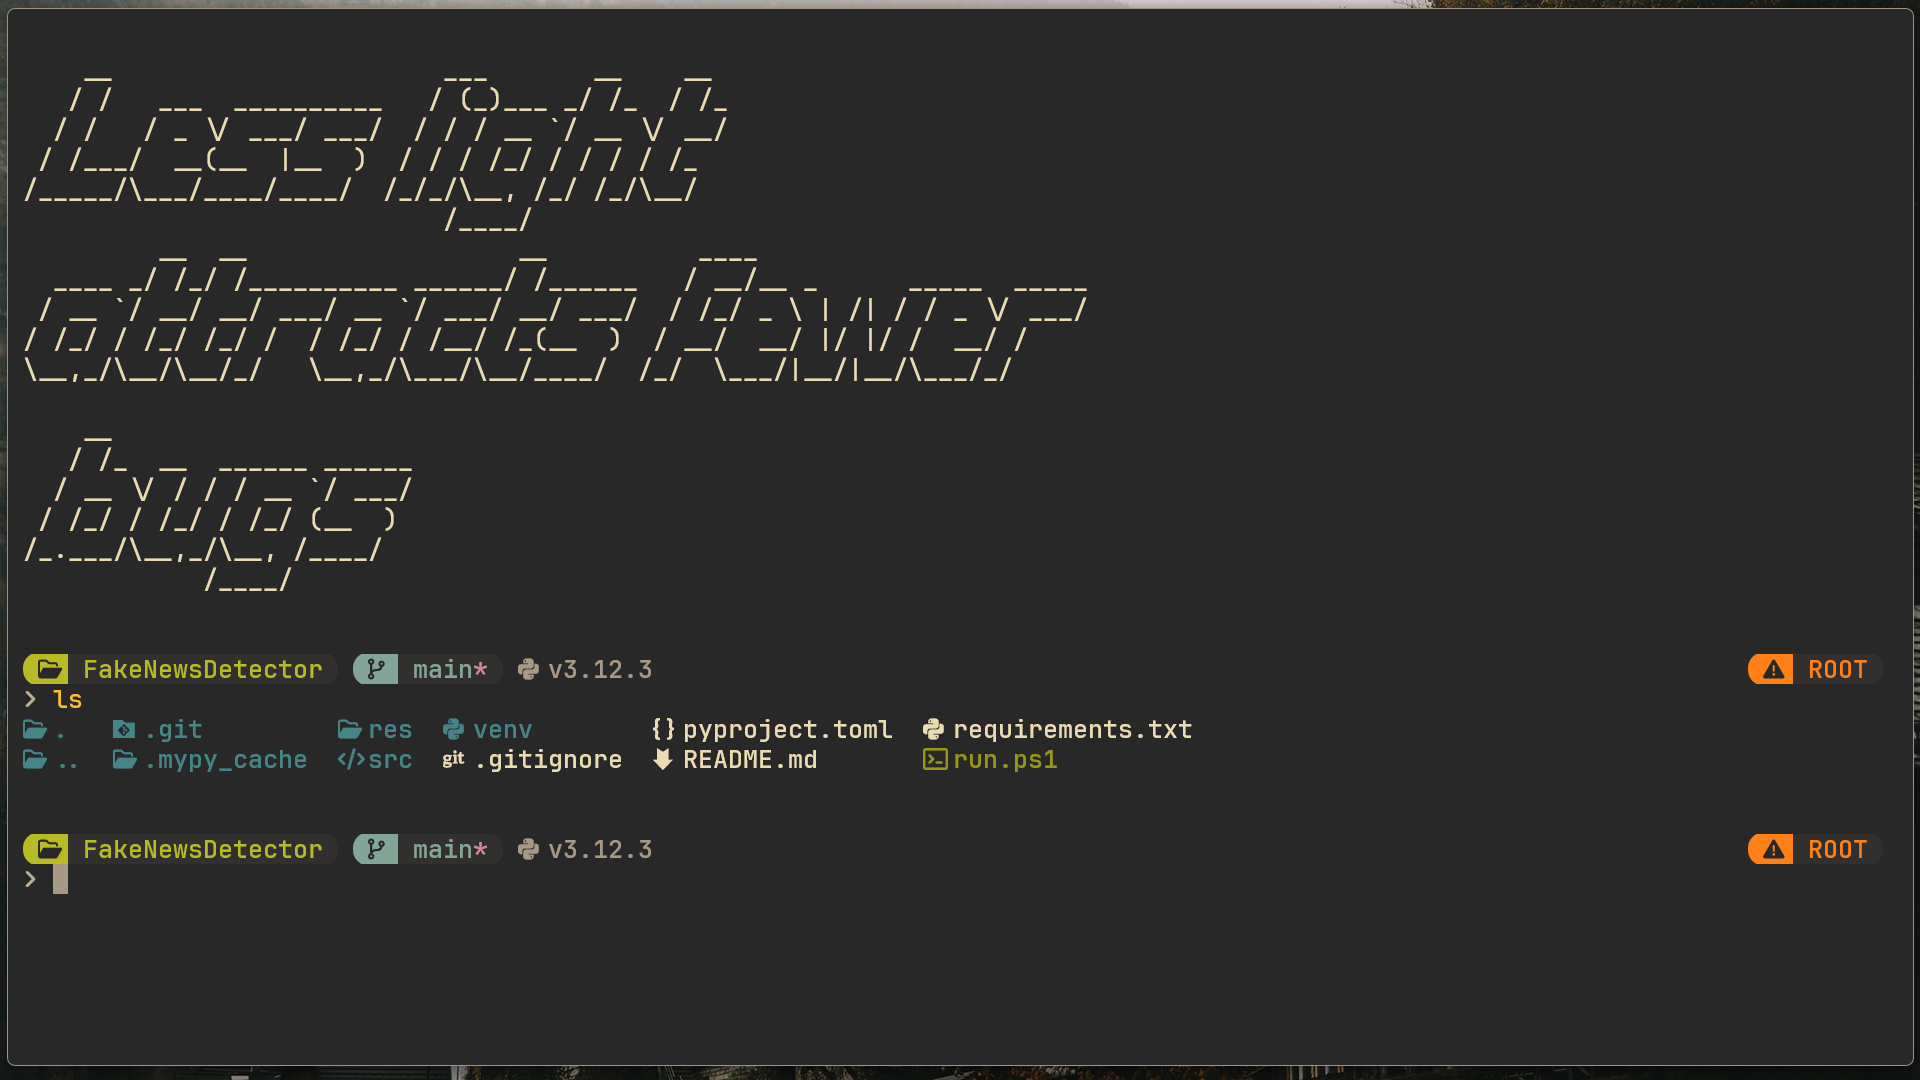 Less light
attracts fewer
bugs
FakeNewsDetector main* v3.12.3 ROOT
> ls
. .git res venv {} pyproject.toml requirements.txt
.. .mypy_cache </> src git .gitignore README.md >_ run.ps1
FakeNewsDetector main* v3.12.3 ROOT
>